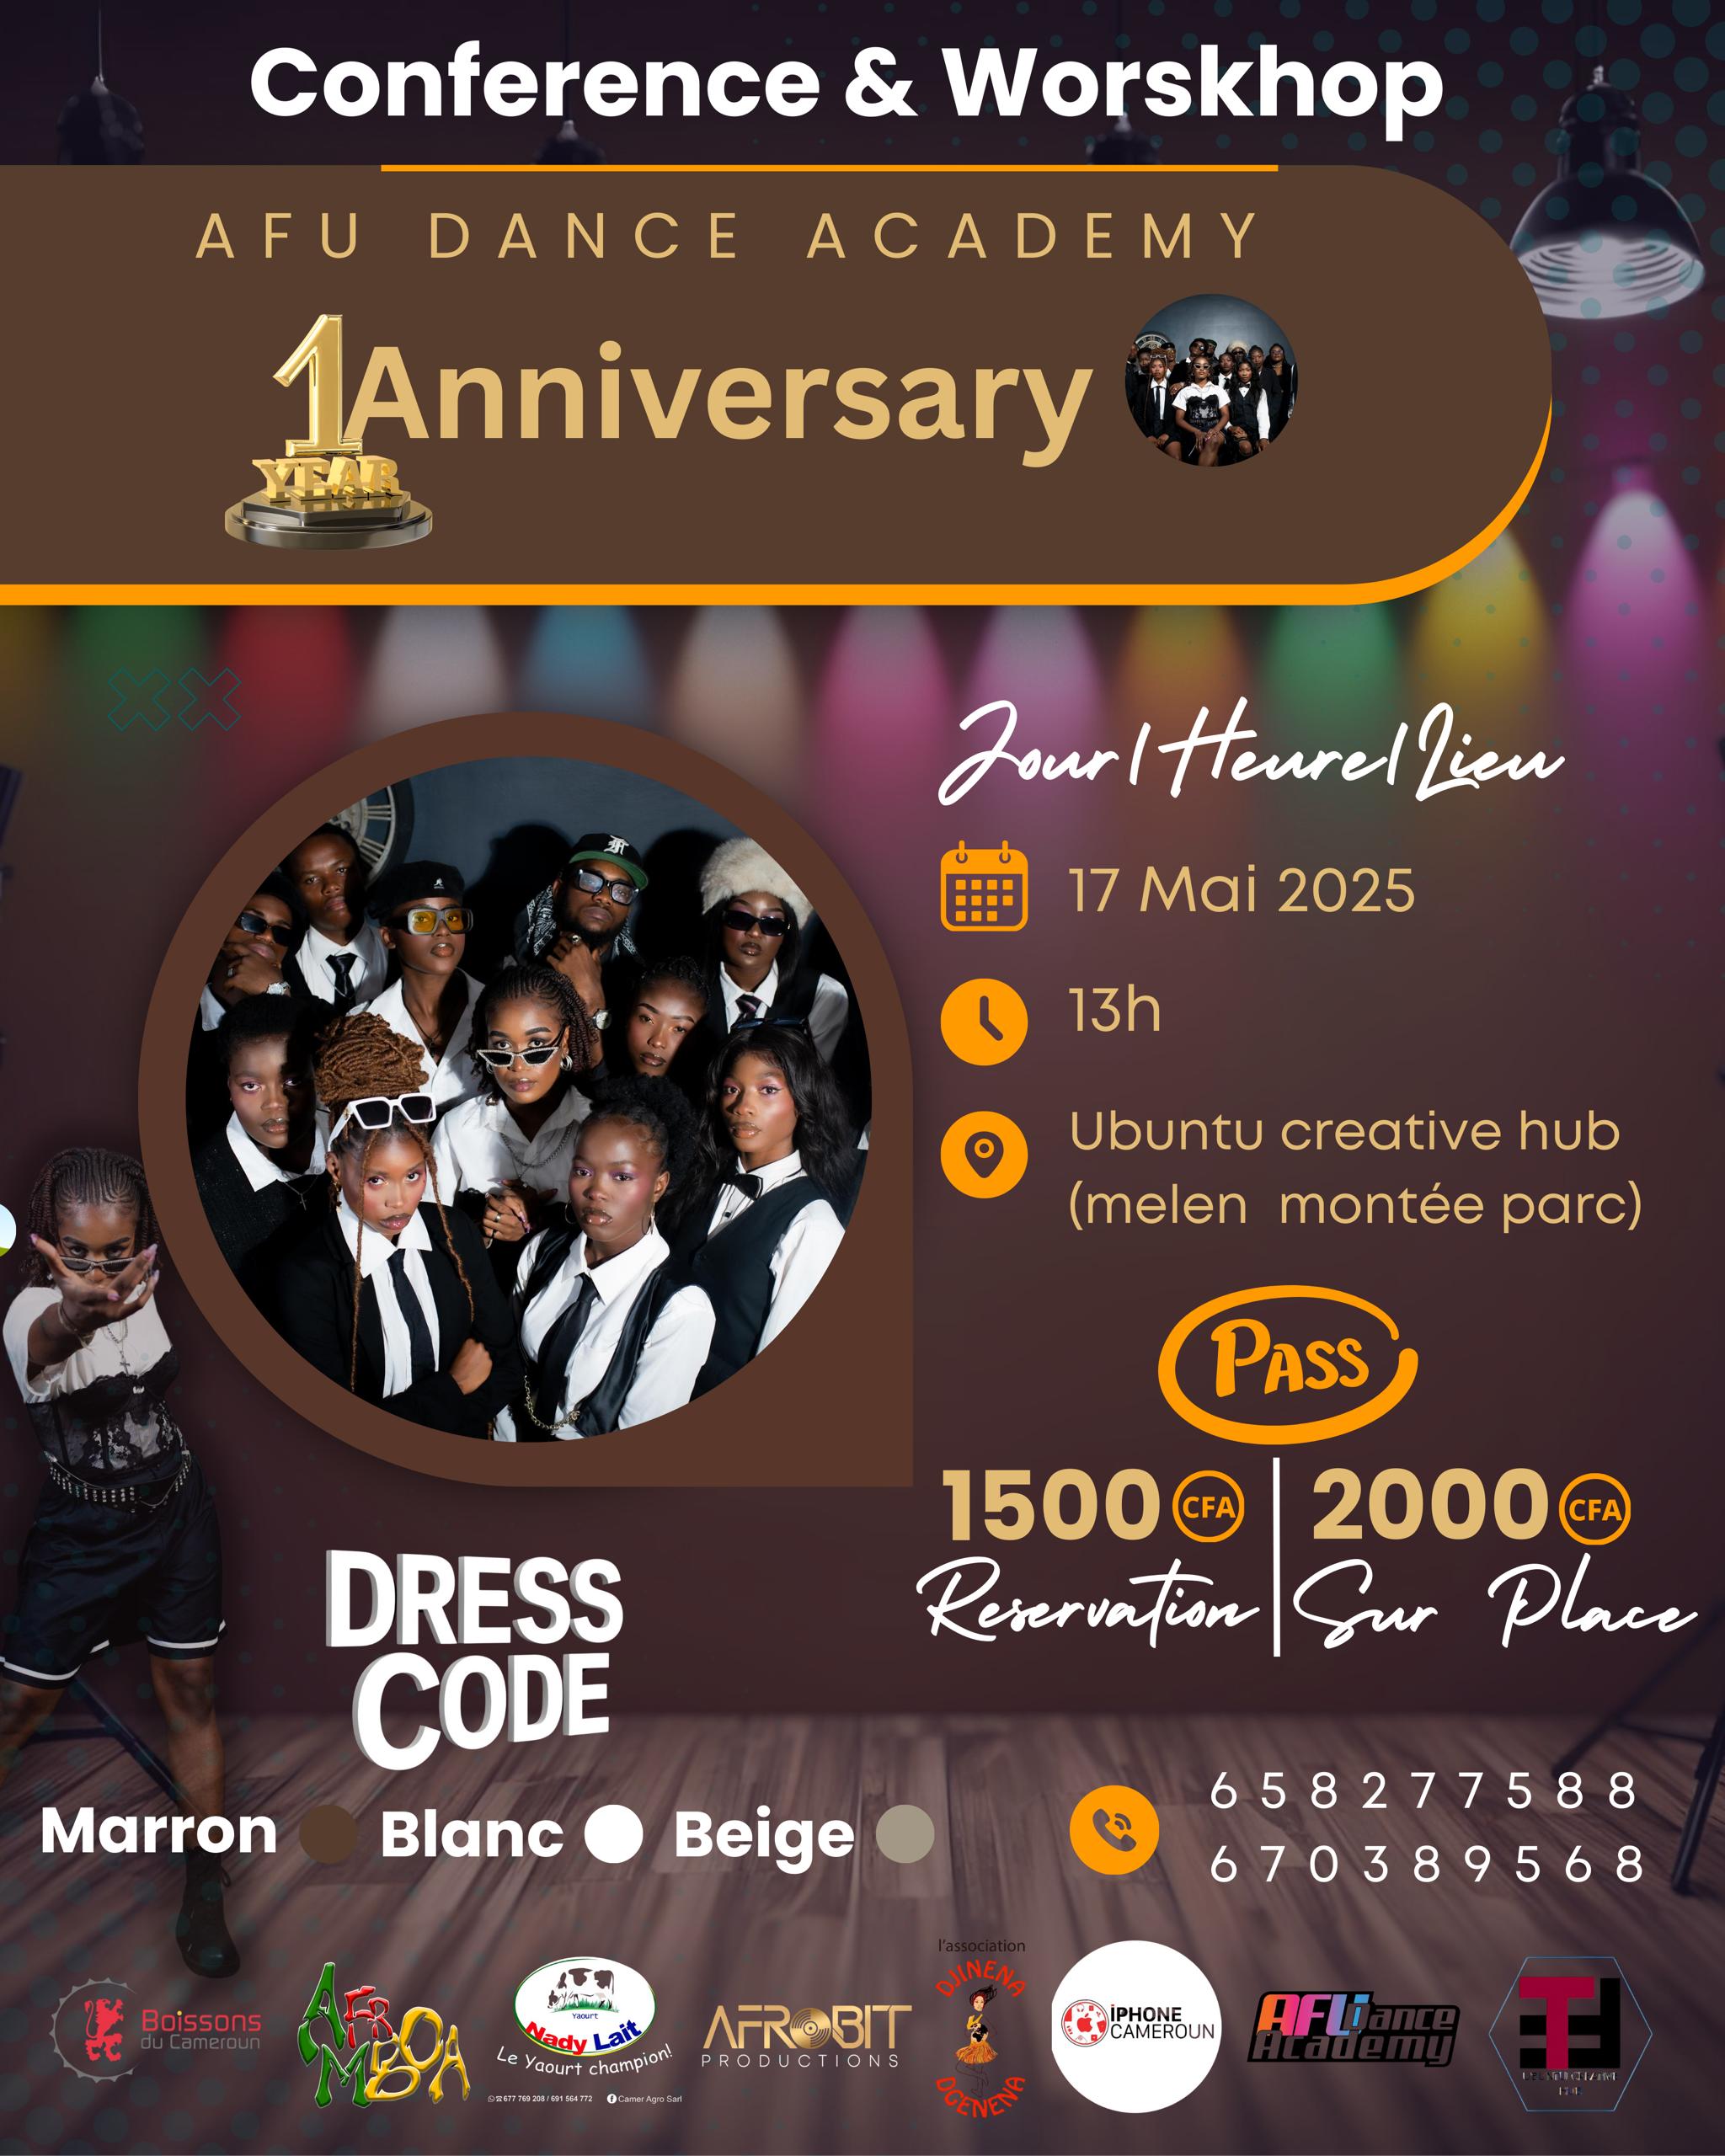 Conference & Worskhop
AFU DANCE ACADEMY
1 Anniversary
YEAR
Jour | Heure | Lieu
17 Mai 2025
13h
Ubuntu creative hub
(melen montée parc)
PASS
1500 CFA
Reservation
2000 CFA
Sur Place
DRESS
CODE
Marron Blanc Beige
658277588
670389568
Boissons
du Cameroun
AFRO
MBOA
Yaourt
Nady Lait
Le Yaourt champion!
677 769 208 / 691 564 772 Camer Agro Sarl
AFROBIT
PRODUCTIONS
l'association
DJINENA
DGENENA
iPHONE
CAMEROUN
Dance
Academy